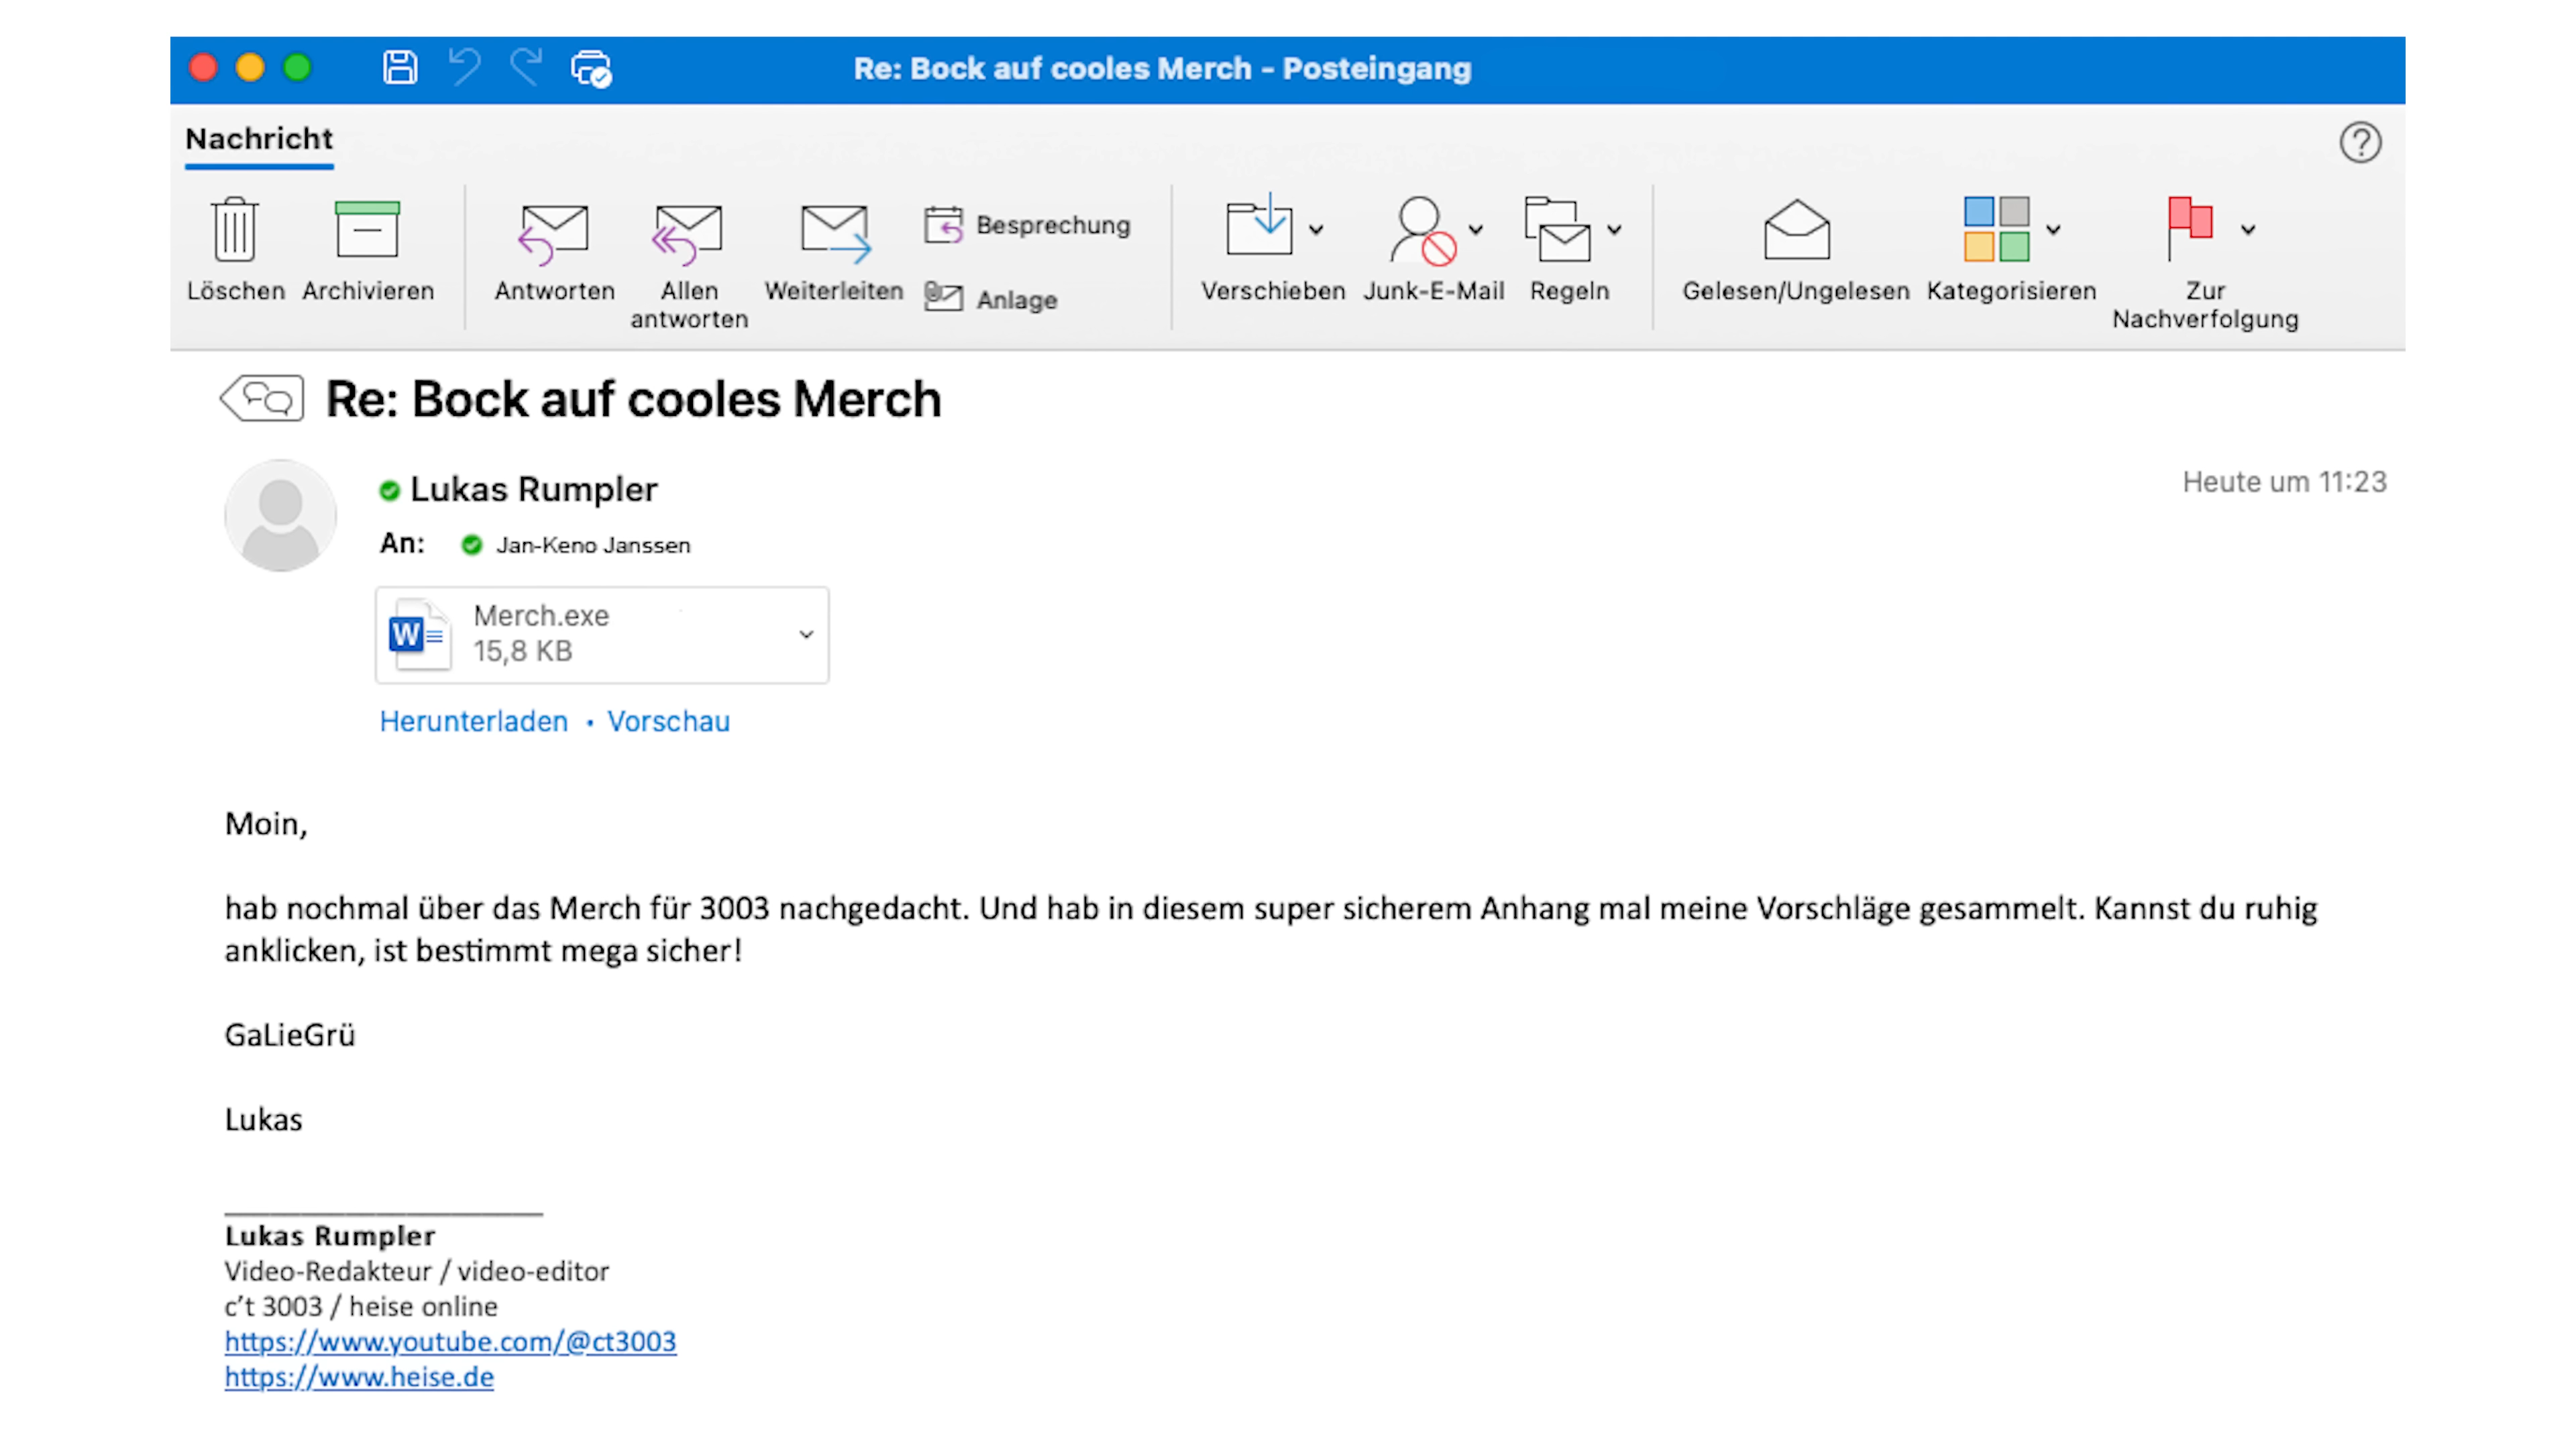 Re: Bock auf cooles Merch - Posteingang
Nachricht
Löschen
Archivieren
Antworten
Allen
antworten
Weiterleiten
Besprechung
Anlage
Verschieben
Junk-E-Mail
Regeln
Gelesen/Ungelesen
Kategorisieren
Zur
Nachverfolgung
Re: Bock auf cooles Merch
Lukas Rumpler
Heute um 11:23
An: Jan-Keno Janssen
W
Merch.exe
15,8 KB
Herunterladen • Vorschau
Moin,
hab nochmal über das Merch für 3003 nachgedacht. Und hab in diesem super sicherem Anhang mal meine Vorschläge gesammelt. Kannst du ruhig
anklicken, ist bestimmt mega sicher!
GaLieGrü
Lukas
Lukas Rumpler
Video-Redakteur / video-editor
c't 3003 / heise online
https://www.youtube.com/@ct3003
https://www.heise.de